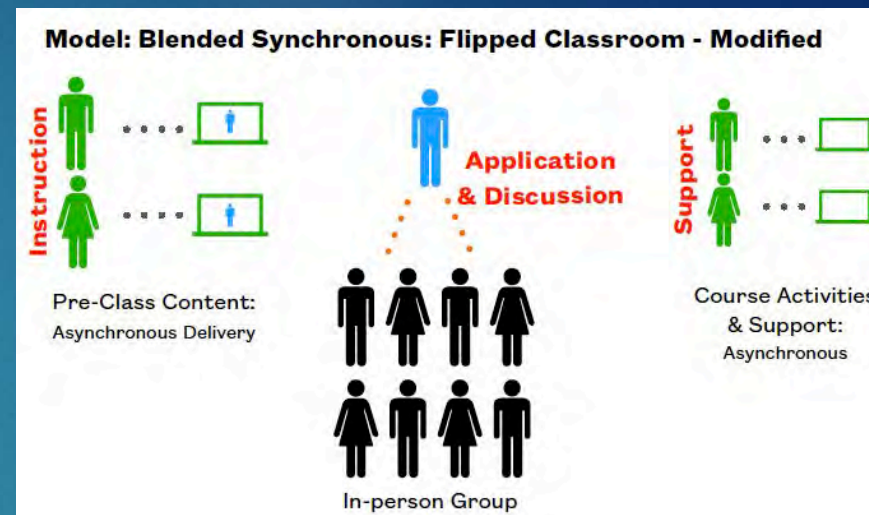 Model: Blended Synchronous: Flipped Classroom - Modified
Instruction
Pre-Class Content:
Asynchronous Delivery
Application
& Discussion
In-person Group
Support
Course Activities
& Support:
Asynchronous